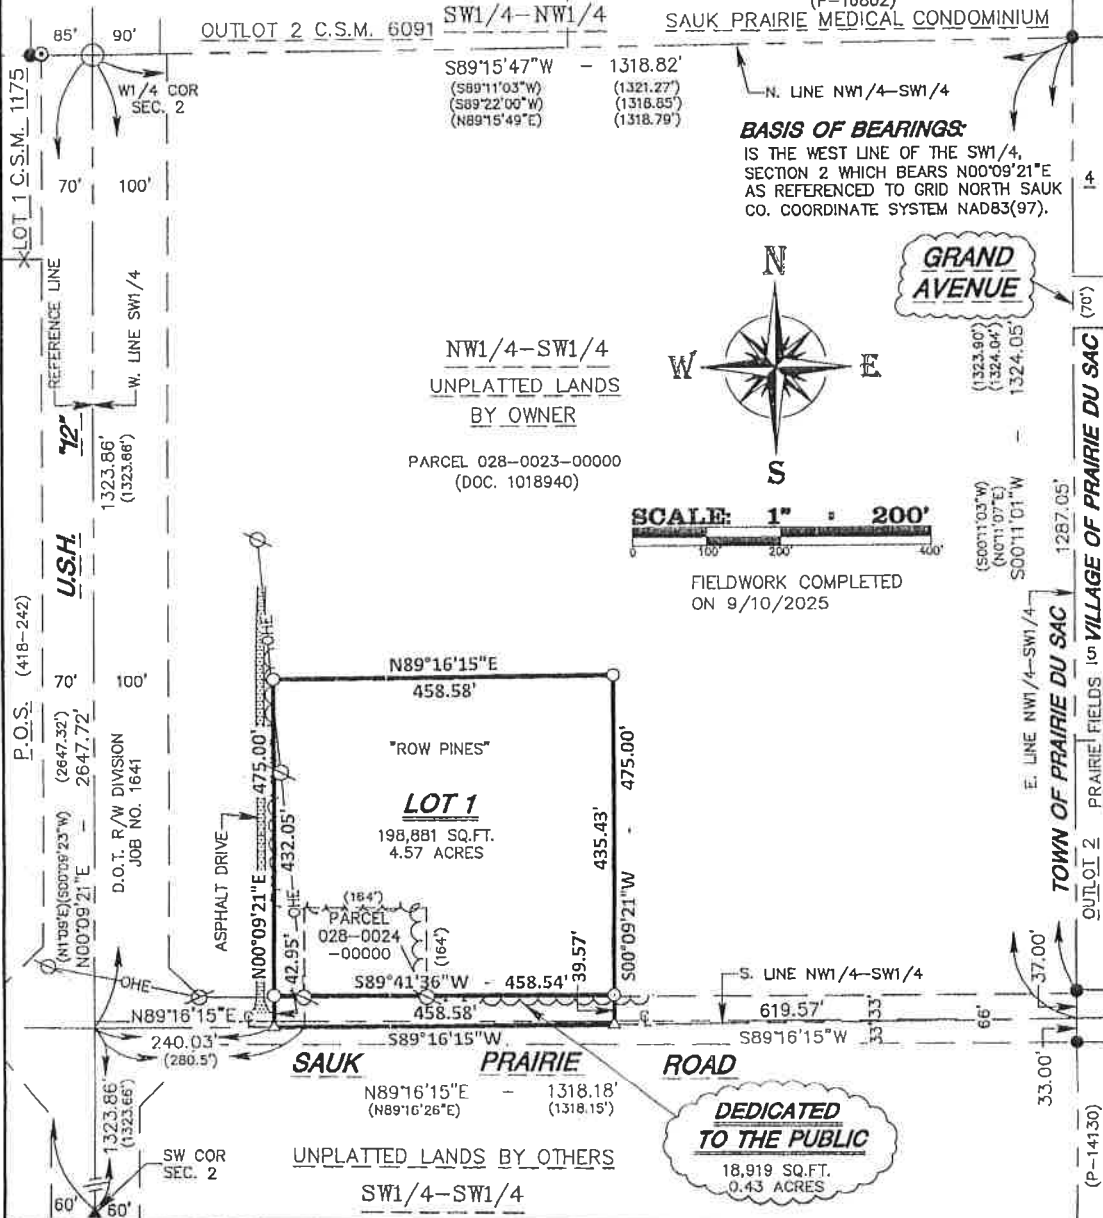 SW1/4-NW1/4
(P-10802)
OUTLOT 2 C.S.M. 6091
SAUK PRAIRIE MEDICAL CONDOMINIUM
85'
90'
W1/4 COR
SEC. 2
S89°15'47"W - 1318.82'
(S89°11'03"W) (1321.27')
(S89°22'00"W) (1318.85')
(N89°15'49"E) (1318.79')
N. LINE NW1/4-SW1/4
LOT 1 C.S.M. 1175
70'
100'
BASIS OF BEARINGS:
IS THE WEST LINE OF THE SW1/4,
SECTION 2 WHICH BEARS N00°09'21"E
AS REFERENCED TO GRID NORTH SAUK
CO. COORDINATE SYSTEM NAD83(97).
4
GRAND
AVENUE
(70')
N
W
E
S
REFERENCE LINE
W. LINE SW1/4
NW1/4-SW1/4
UNPLATTED LANDS
BY OWNER
PARCEL 028-0023-00000
(DOC. 1018940)
(1323.90')
(1324.04')
S00°11'01"W - 1324.05'
(S00°11'03"W)
(N0°11'07"E)
1287.05'
U.S.H. "12"
1323.86'
(1323.66')
SCALE: 1" = 200'
0 100' 200' 400'
FIELDWORK COMPLETED
ON 9/10/2025
VILLAGE OF PRAIRIE DU SAC
TOWN OF PRAIRIE DU SAC
E. LINE NW1/4-SW1/4
OUTLOT 2 PRAIRIE FIELDS
15
P.O.S. (418-242)
70'
100'
(2647.32')
N00°09'21"E - 2647.72'
(N1°09'E)(S00°09'23"W)
D.O.T. R/W DIVISION
JOB NO. 1641
ASPHALT DRIVE
OHE
N89°16'15"E
458.58'
"ROW PINES"
LOT 1
198,881 SQ.FT.
4.57 ACRES
N00°09'21"E 475.00'
432.05'
OHE
42.95'
435.43'
S00°09'21"W - 475.00'
39.57'
(164')
PARCEL
028-0024
-00000
(164')
S89°41'36"W - 458.54'
S. LINE NW1/4-SW1/4
OHE
N89°16'15"E
458.58'
619.57'
S89°16'15"W
S89°16'15"W
33'
33'
66'
37.00'
33.00'
240.03'
(280.5')
SAUK PRAIRIE ROAD
N89°16'15"E - 1318.18'
(N89°16'26"E) (1318.15')
1323.86'
(1323.66')
DEDICATED
TO THE PUBLIC
18,919 SQ.FT.
0.43 ACRES
SW COR
SEC. 2
UNPLATTED LANDS BY OTHERS
SW1/4-SW1/4
60'
60'
(P-14130)